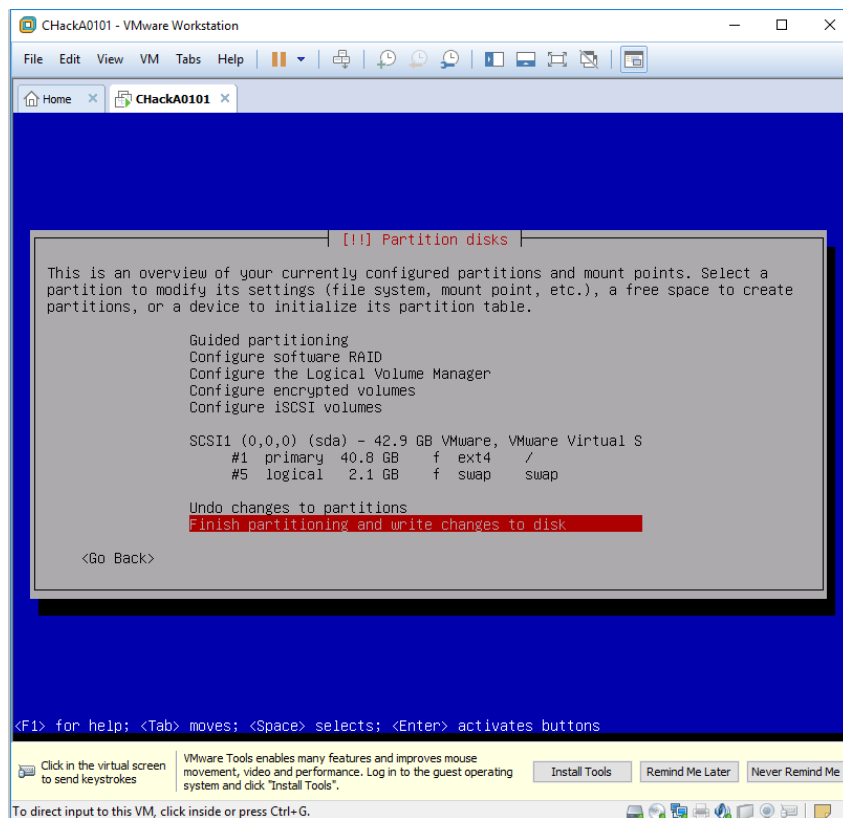 CHackA0101 - VMware Workstation
File Edit View VM Tabs Help
Home × CHackA0101 ×
[!!] Partition disks
This is an overview of your currently configured partitions and mount points. Select a
partition to modify its settings (file system, mount point, etc.), a free space to create
partitions, or a device to initialize its partition table.
Guided partitioning
Configure software RAID
Configure the Logical Volume Manager
Configure encrypted volumes
Configure iSCSI volumes
SCSI1 (0,0,0) (sda) - 42.9 GB VMware, VMware Virtual S
#1 primary 40.8 GB f ext4 /
#5 logical 2.1 GB f swap swap
Undo changes to partitions
Finish partitioning and write changes to disk
<Go Back>
<F1> for help; <Tab> moves; <Space> selects; <Enter> activates buttons
Click in the virtual screen
to send keystrokes
VMware Tools enables many features and improves mouse
movement, video and performance. Log in to the guest operating
system and click "Install Tools".
Install Tools Remind Me Later Never Remind Me
To direct input to this VM, click inside or press Ctrl+G.